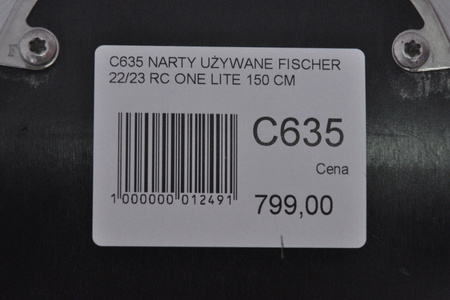 C635 NARTY UŻYWANE FISCHER
22/23 RC ONE LITE 150 CM
C635
Cena
1 000000 012491
799,00